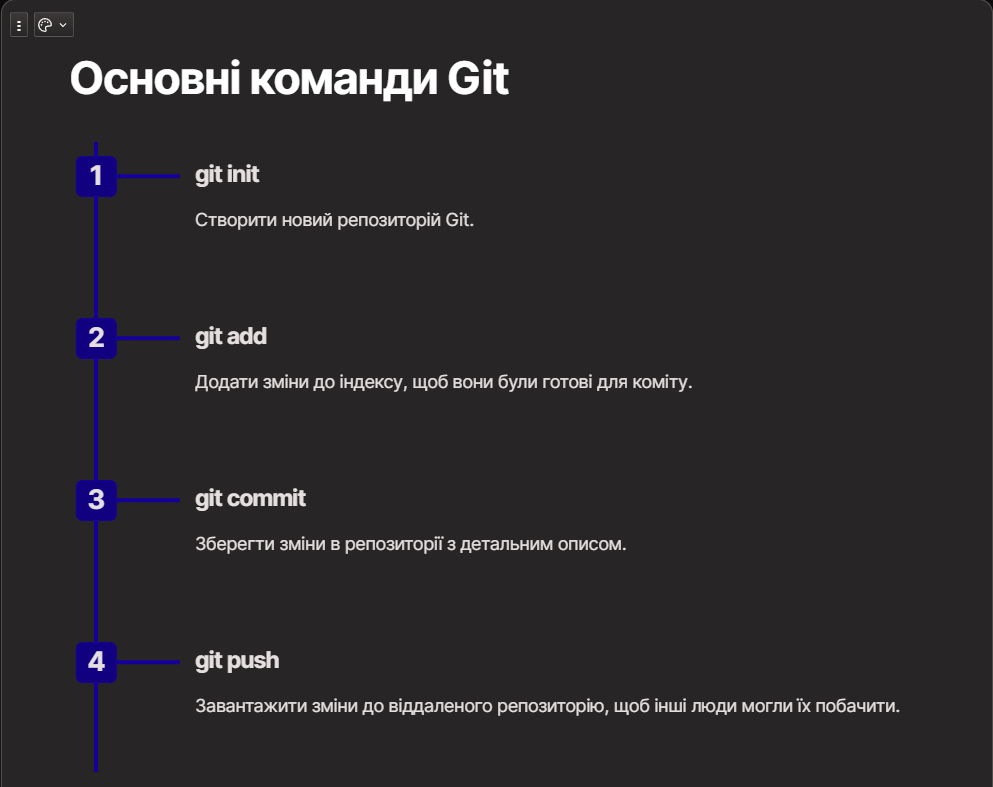 Основні команди Git
1
git init
Створити новий репозиторій Git.
2
git add
Додати зміни до індексу, щоб вони були готові для коміту.
3
git commit
Зберегти зміни в репозиторії з детальним описом.
4
git push
Завантажити зміни до віддаленого репозиторію, щоб інші люди могли їх побачити.